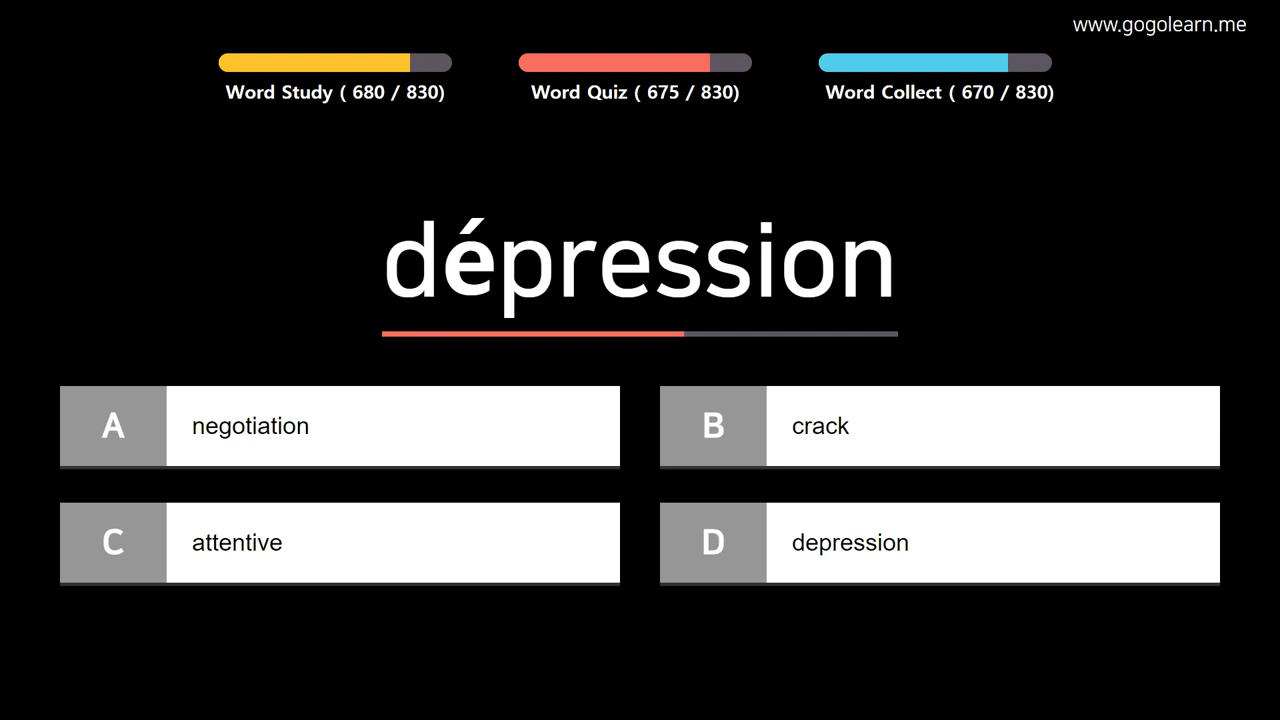 www.gogolearn.me
Word Study ( 680 / 830)
Word Quiz ( 675 / 830)
Word Collect ( 670 / 830)
dépression
A negotiation
B crack
C attentive
D depression